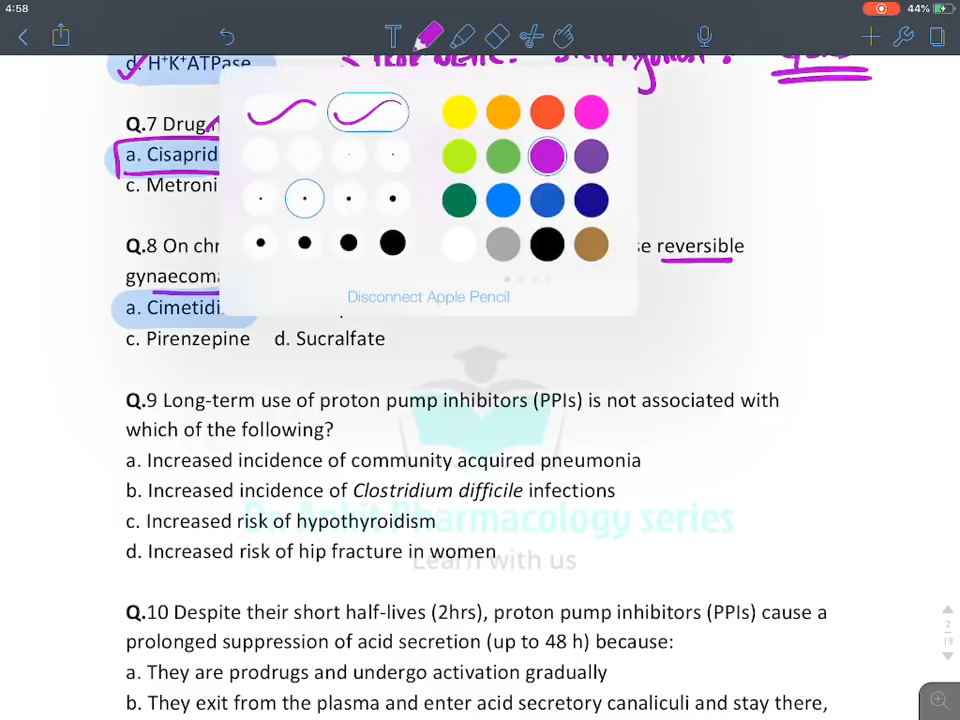 4:58
44%
d. H⁺K⁺ATPase
Q.7 Drug
a. Cisaprid
c. Metroni
Q.8 On chr
se reversible
gynaecoma
a. Cimetidi
Disconnect Apple Pencil
c. Pirenzepine d. Sucralfate
Q.9 Long-term use of proton pump inhibitors (PPIs) is not associated with
which of the following?
a. Increased incidence of community acquired pneumonia
b. Increased incidence of Clostridium difficile infections
c. Increased risk of hypothyroidism
Dr. Ankit Pharmacology series
d. Increased risk of hip fracture in women
Learn with us
Q.10 Despite their short half-lives (2hrs), proton pump inhibitors (PPIs) cause a
prolonged suppression of acid secretion (up to 48 h) because:
2
19
a. They are prodrugs and undergo activation gradually
b. They exit from the plasma and enter acid secretory canaliculi and stay there,